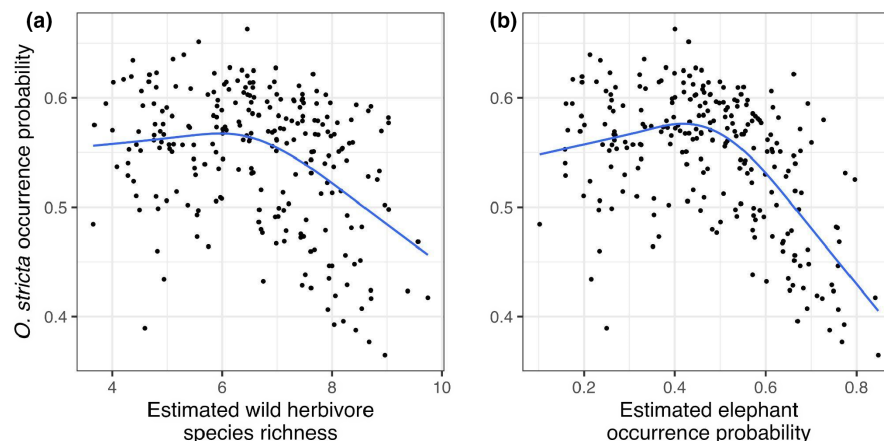 (a)
(b)
O. stricta occurrence probability
0.6
0.5
0.4
4 6 8 10
Estimated wild herbivore
species richness
0.6
0.5
0.4
0.2 0.4 0.6 0.8
Estimated elephant
occurrence probability